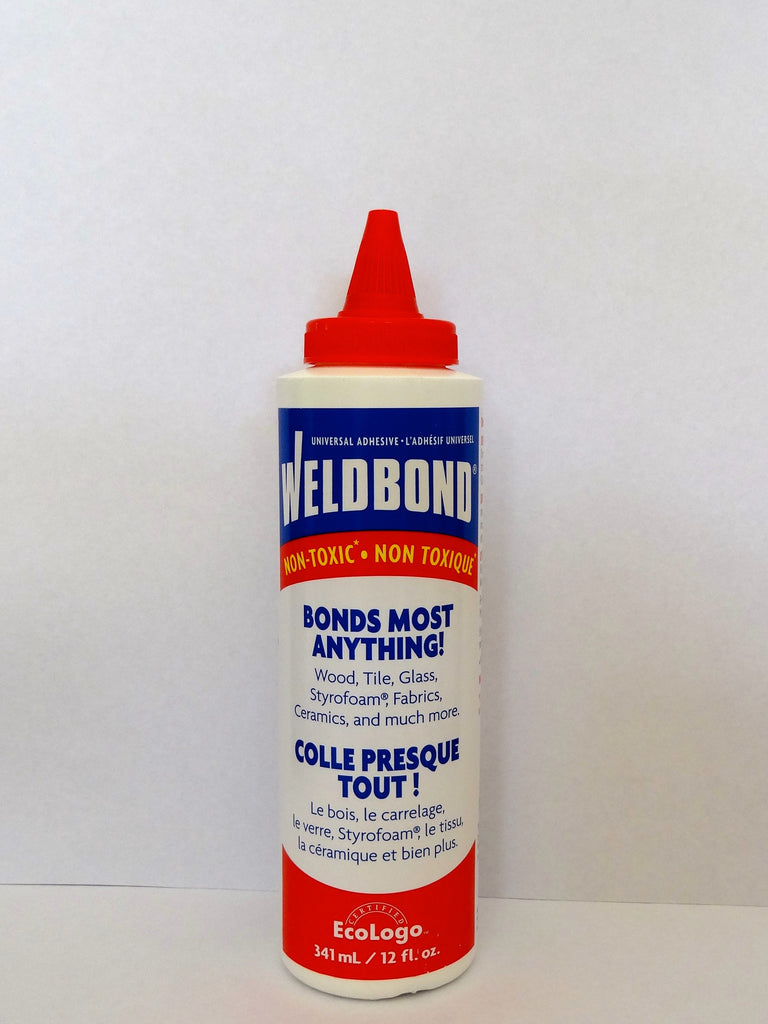 UNIVERSAL ADHESIVE • L'ADHÉSIF UNIVERSEL
WELDBOND®
NON-TOXIC* • NON TOXIQUE*
BONDS MOST
ANYTHING!
Wood, Tile, Glass,
Styrofoam®, Fabrics,
Ceramics, and much more.
COLLE PRESQUE
TOUT !
Le bois, le carrelage,
le verre, Styrofoam®, le tissu,
la céramique et bien plus.
CERTIFIED
EcoLogo™
341 mL / 12 fl. oz.